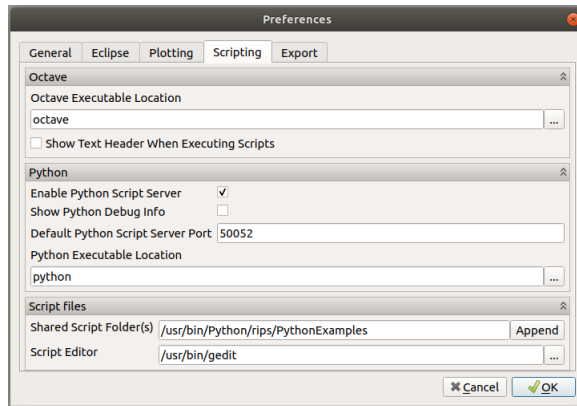 Preferences
General Eclipse Plotting Scripting Export
Octave
Octave Executable Location
octave
...
Show Text Header When Executing Scripts
Python
Enable Python Script Server
Show Python Debug Info
Default Python Script Server Port 50052
Python Executable Location
python
...
Script files
Shared Script Folder(s) /usr/bin/Python/rips/PythonExamples Append
Script Editor /usr/bin/gedit ...
Cancel OK